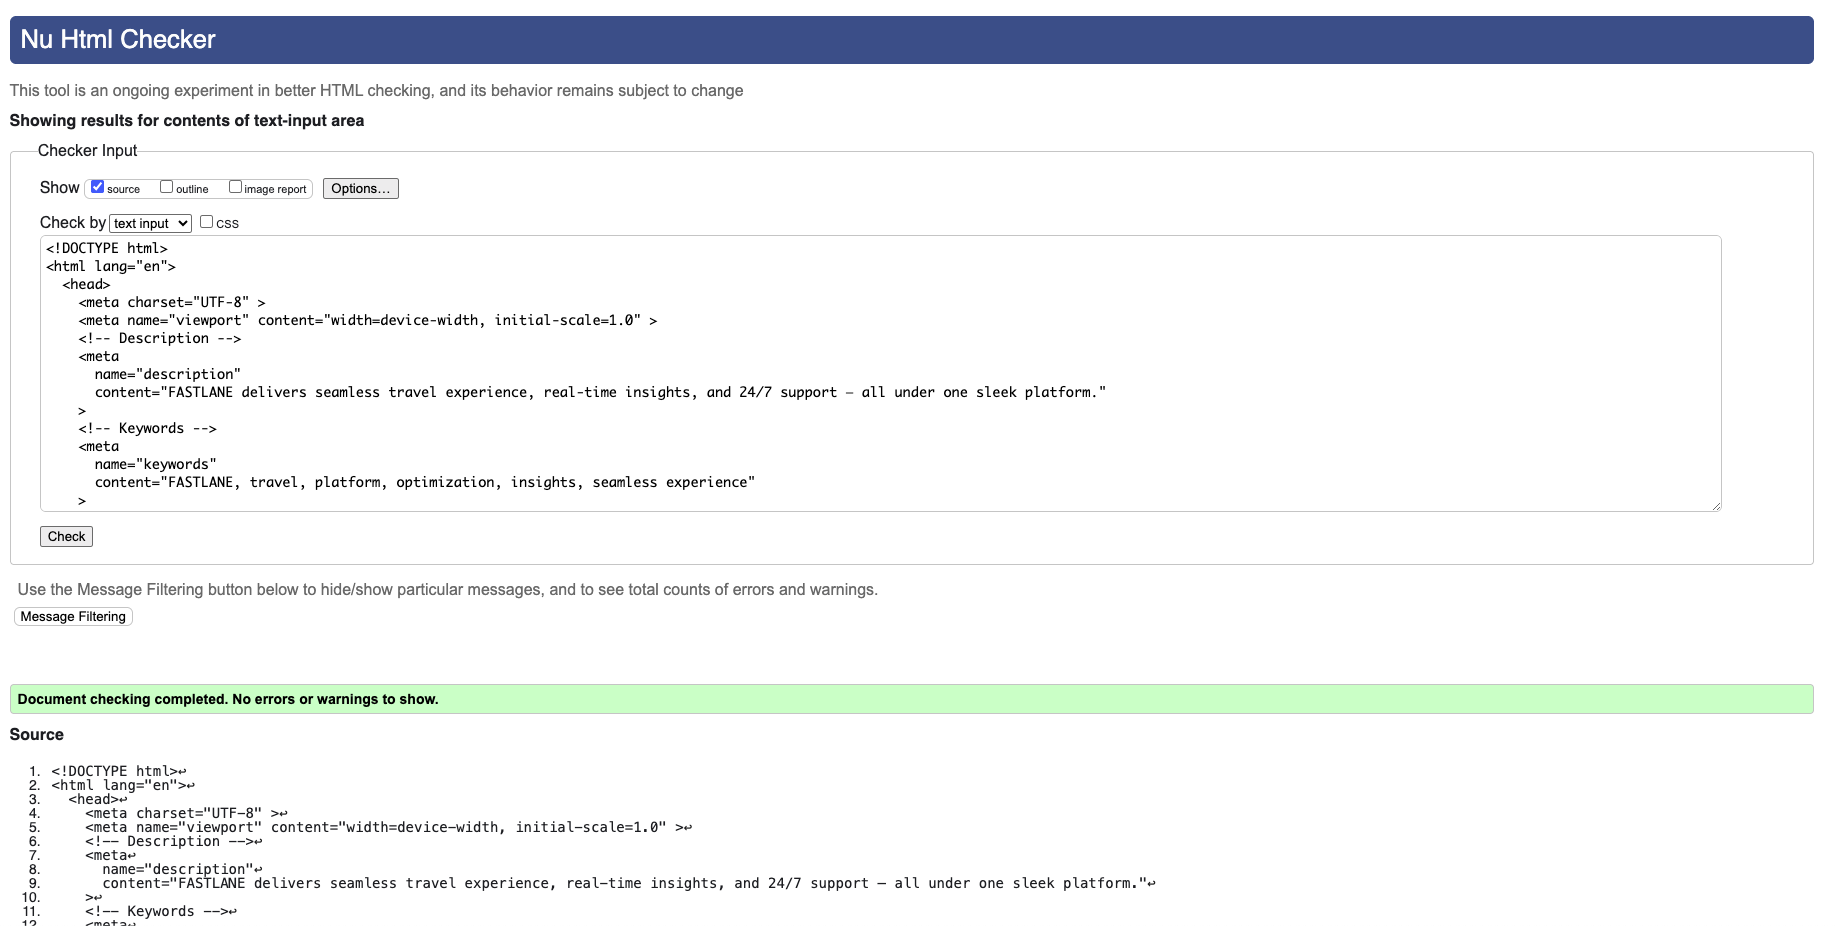 Nu Html Checker
This tool is an ongoing experiment in better HTML checking, and its behavior remains subject to change
Showing results for contents of text-input area
Checker Input
Show source outline image report Options...
Check by text input CSS
<!DOCTYPE html>
<html lang="en">
  <head>
    <meta charset="UTF-8" >
    <meta name="viewport" content="width=device-width, initial-scale=1.0" >
    <!-- Description -->
    <meta
      name="description"
      content="FASTLANE delivers seamless travel experience, real-time insights, and 24/7 support — all under one sleek platform."
    >
    <!-- Keywords -->
    <meta
      name="keywords"
      content="FASTLANE, travel, platform, optimization, insights, seamless experience"
    >
Check
Use the Message Filtering button below to hide/show particular messages, and to see total counts of errors and warnings.
Message Filtering
Document checking completed. No errors or warnings to show.
Source
1. <!DOCTYPE html>↩
2. <html lang="en">↩
3.   <head>↩
4.     <meta charset="UTF-8" >↩
5.     <meta name="viewport" content="width=device-width, initial-scale=1.0" >↩
6.     <!-- Description -->↩
7.     <meta↩
8.       name="description"↩
9.       content="FASTLANE delivers seamless travel experience, real-time insights, and 24/7 support — all under one sleek platform."↩
10.     >↩
11.     <!-- Keywords -->↩
12.     <meta↩